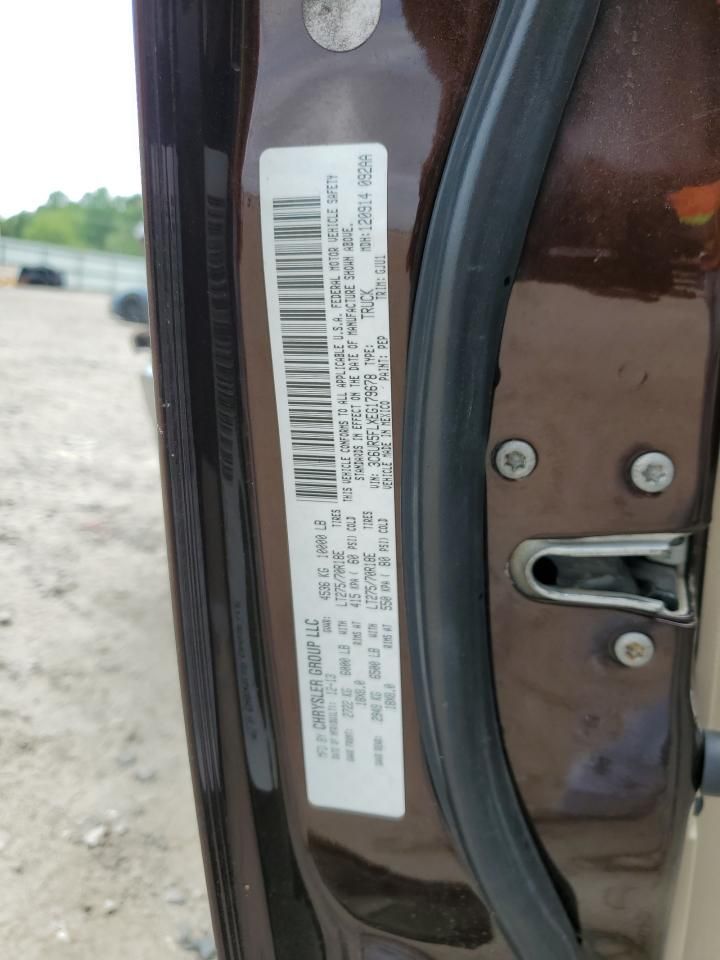 MFD BY CHRYSLER GROUP LLC
DATE OF MFR(BUILT): 12-13 GVWR: 4536 KG 10000 LB
GAWR FRONT: 2722 KG 6000 LB WITH LT275/70R18E TIRES
18X8.0 RIMS AT 415 KPA ( 60 PSI) COLD
GAWR REAR: 2949 KG 6500 LB WITH LT275/70R18E TIRES
18X8.0 RIMS AT 550 KPA ( 80 PSI) COLD
THIS VEHICLE CONFORMS TO ALL APPLICABLE U.S.A. FEDERAL MOTOR VEHICLE SAFETY
STANDARDS IN EFFECT ON THE DATE OF MANUFACTURE SHOWN ABOVE.
VIN: 3C6UR5FLXEG179678 TYPE: TRUCK MDH: 120914 092AA
VEHICLE MADE IN MEXICO PAINT: PEP TRIM: GJU1